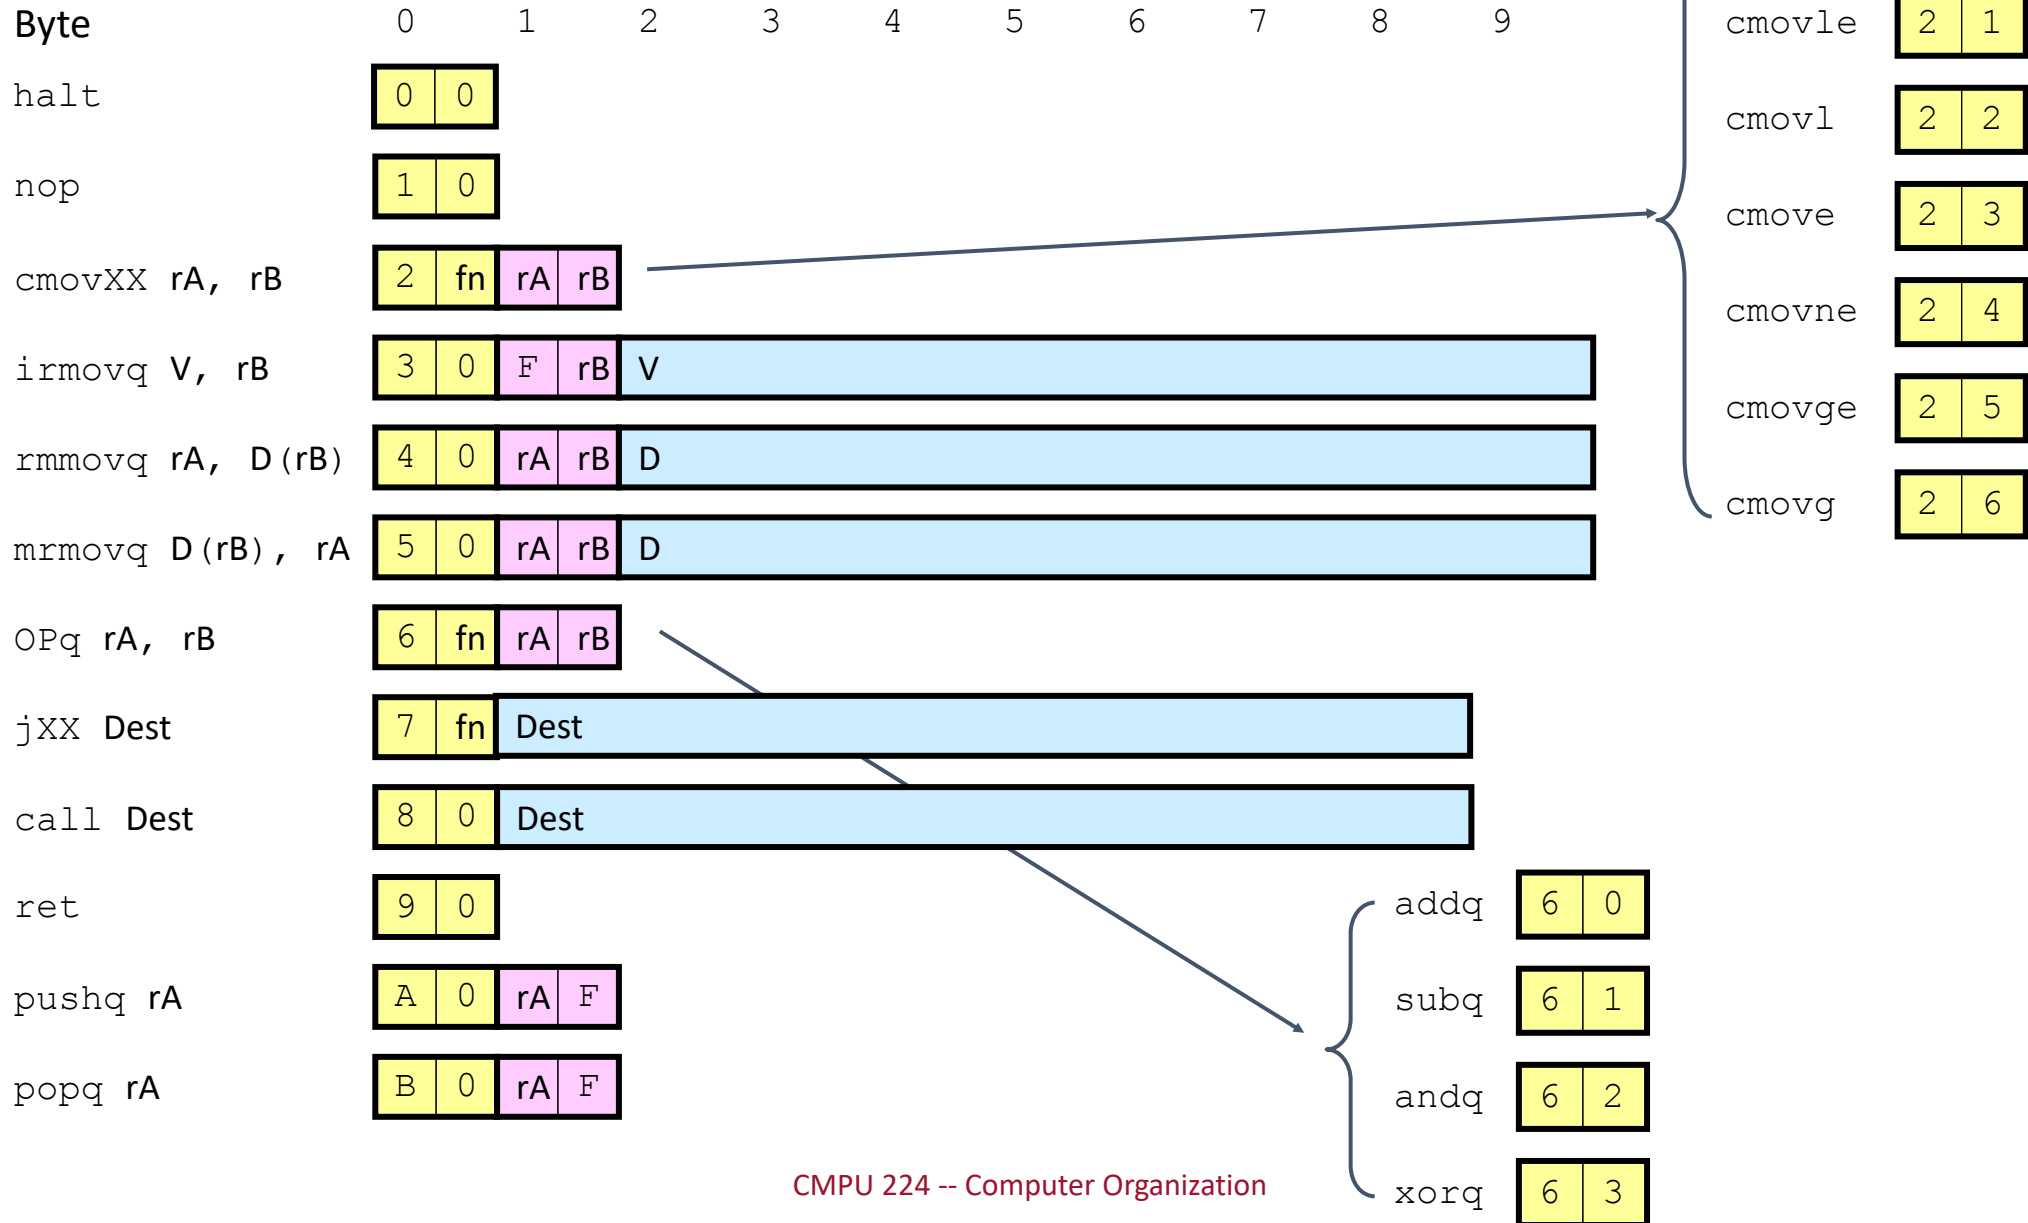 Byte 0 1 2 3 4 5 6 7 8 9
halt 0 0
nop 1 0
cmovXX rA, rB 2 fn rA rB
irmovq V, rB 3 0 F rB V
rmmovq rA, D(rB) 4 0 rA rB D
mrmovq D(rB), rA 5 0 rA rB D
OPq rA, rB 6 fn rA rB
jXX Dest 7 fn Dest
call Dest 8 0 Dest
ret 9 0
pushq rA A 0 rA F
popq rA B 0 rA F
cmovle 2 1
cmovl 2 2
cmove 2 3
cmovne 2 4
cmovge 2 5
cmovg 2 6
addq 6 0
subq 6 1
andq 6 2
xorq 6 3
CMPU 224 -- Computer Organization